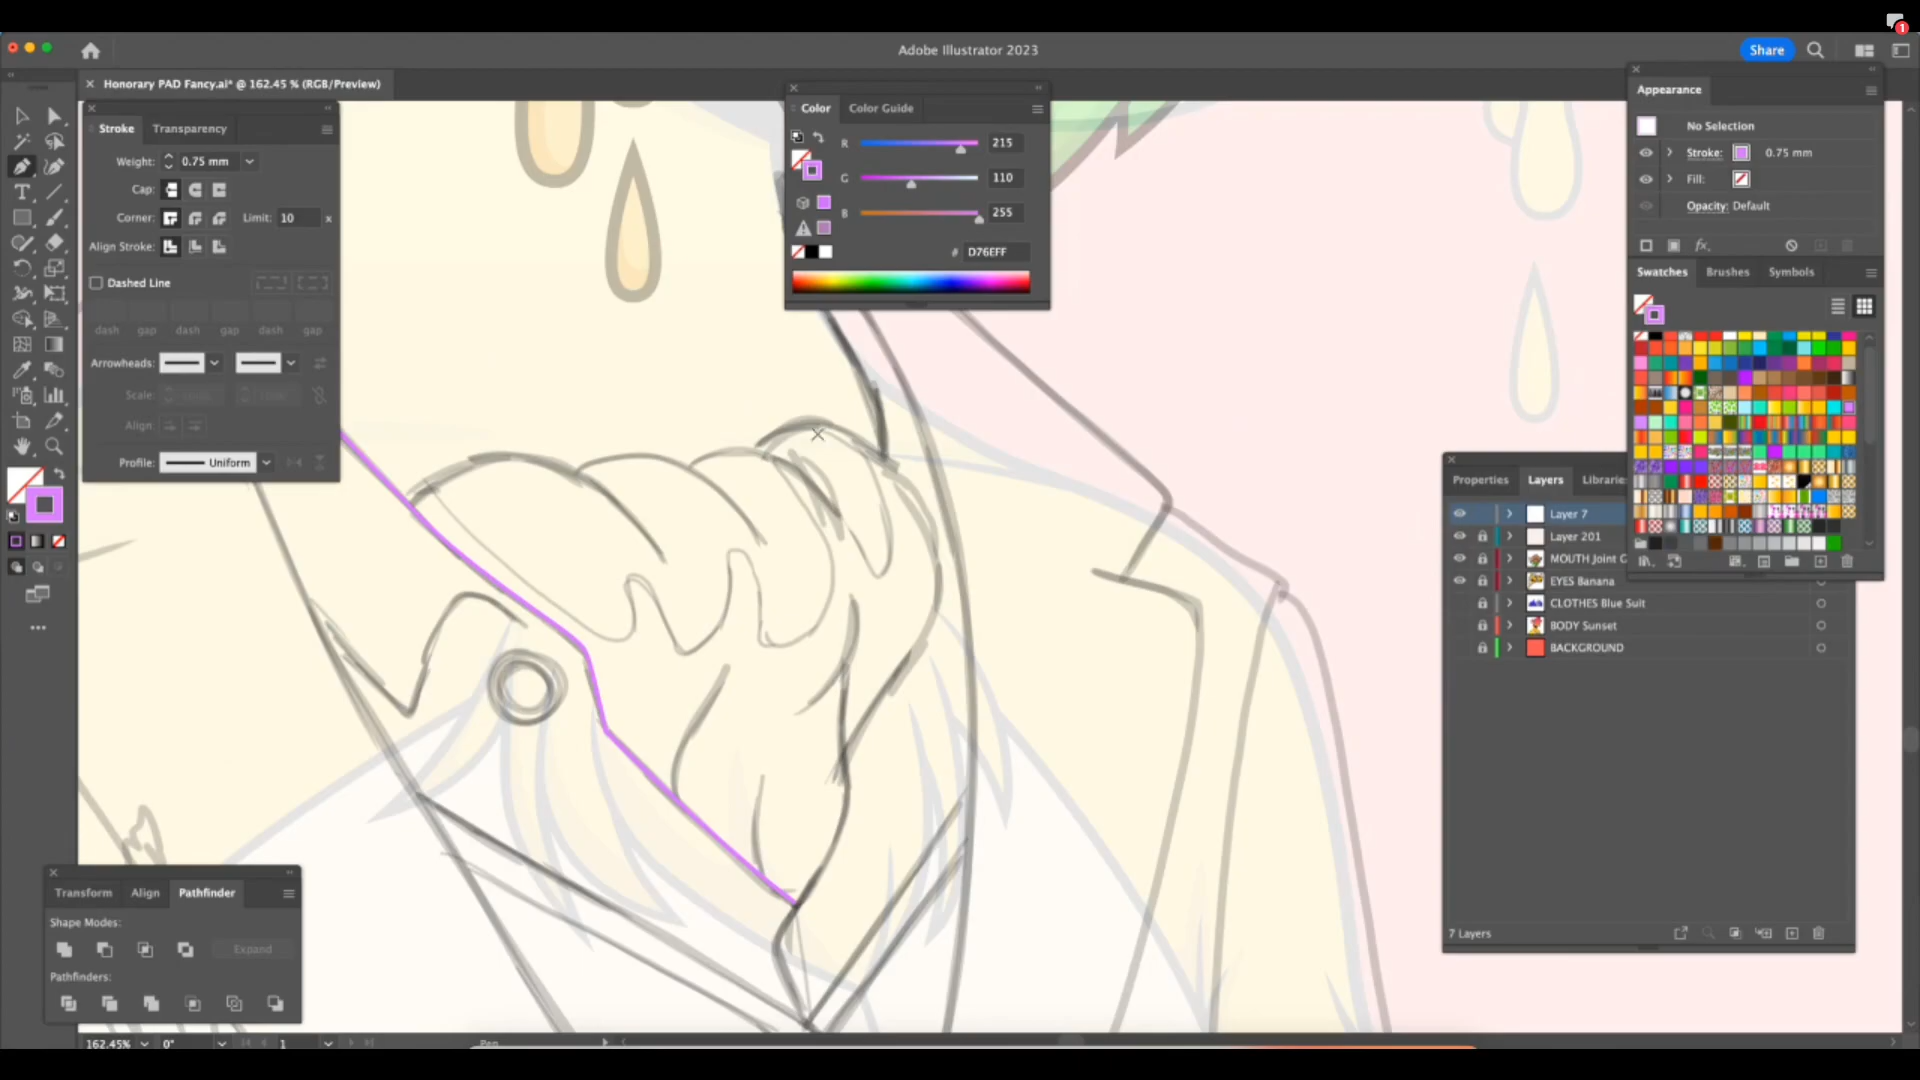 1
Adobe Illustrator 2023
Share
Honorary PAD Fancy.ai* @ 162.45 % (RGB/Preview)
Stroke
Transparency
Weight:
0.75 mm
Cap:
Corner:
Limit:
10
x
Align Stroke:
Dashed Line
dash
gap
dash
gap
dash
gap
Arrowheads:
Scale:
Align:
Profile:
Uniform
Color
Color Guide
R
215
G
110
B
255
#
D76EFF
Appearance
No Selection
Stroke:
0.75 mm
Fill:
Opacity: Default
Swatches
Brushes
Symbols
Properties
Layers
Librarie
Layer 7
Layer 201
MOUTH Joint G
EYES Banana
CLOTHES Blue Suit
BODY Sunset
BACKGROUND
7 Layers
Transform
Align
Pathfinder
Shape Modes:
Expand
Pathfinders:
162.45%
0°
1
Pen